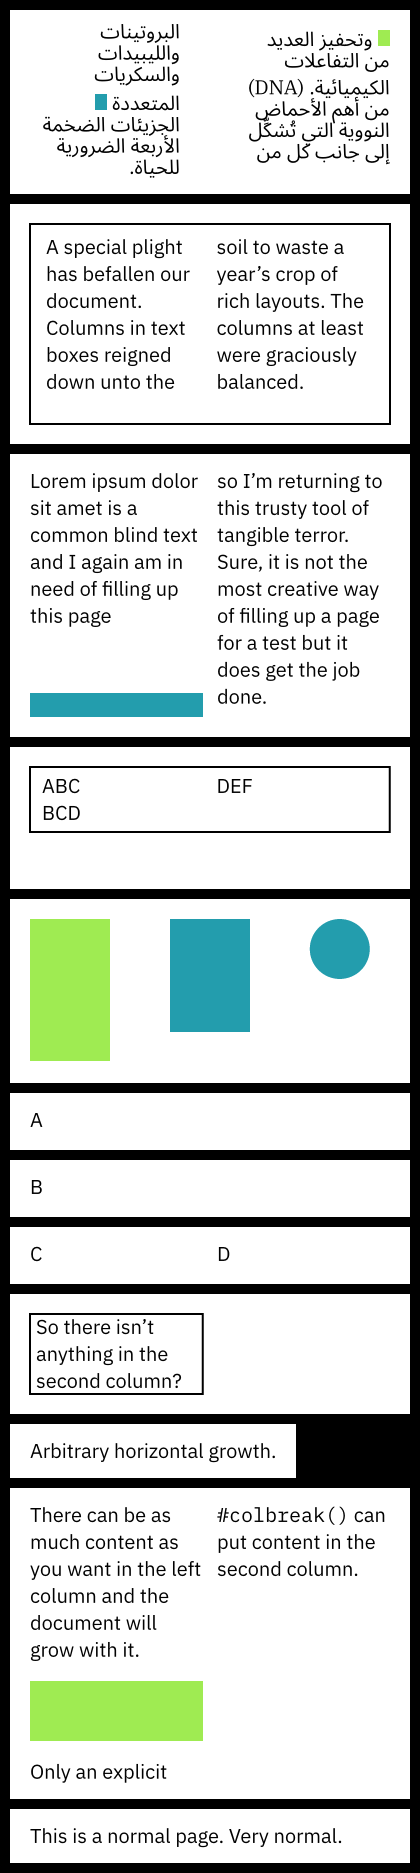 وتحفيز العديد
من التفاعلات
الكيميائية. (DNA)
من أهم الأحماض
النووية التي تُشكِّل
إلى جانب كل من
البروتينات
والليبيدات
والسكريات
المتعددة
الجزيئات الضخمة
الأربعة الضرورية
للحياة.
A special plight
has befallen our
document.
Columns in text
boxes reigned
down unto the
soil to waste a
year’s crop of
rich layouts. The
columns at least
were graciously
balanced.
Lorem ipsum dolor
sit amet is a
common blind text
and I again am in
need of filling up
this page
so I’m returning to
this trusty tool of
tangible terror.
Sure, it is not the
most creative way
of filling up a page
for a test but it
does get the job
done.
ABC
BCD
DEF
A
B
C
D
So there isn’t
anything in the
second column?
Arbitrary horizontal growth.
There can be as
much content as
you want in the left
column and the
document will
grow with it.
Only an explicit
#colbreak() can
put content in the
second column.
This is a normal page. Very normal.